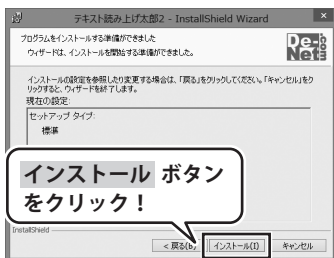 テキスト読み上げ太郎2 - InstallShield Wizard
プログラムをインストールする準備ができました
ウィザードは、インストールを開始する準備ができました。
De-Net
インストールの設定を参照したり変更する場合は、「戻る」をクリックしてください。「キャンセル」をク
リックすると、ウィザードを終了します。
現在の設定:
セットアップ タイプ:
標準
インストール ボタン
をクリック！
InstallShield
< 戻る(B)
インストール(I)
キャンセル